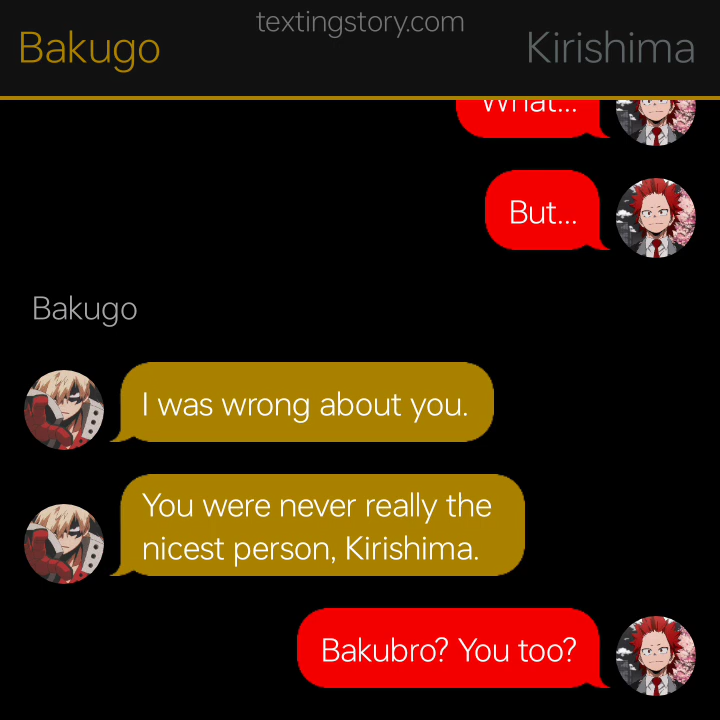 textingstory.com
Bakugo
Kirishima
What...
But...
Bakugo
I was wrong about you.
You were never really the
nicest person, Kirishima.
Bakubro? You too?